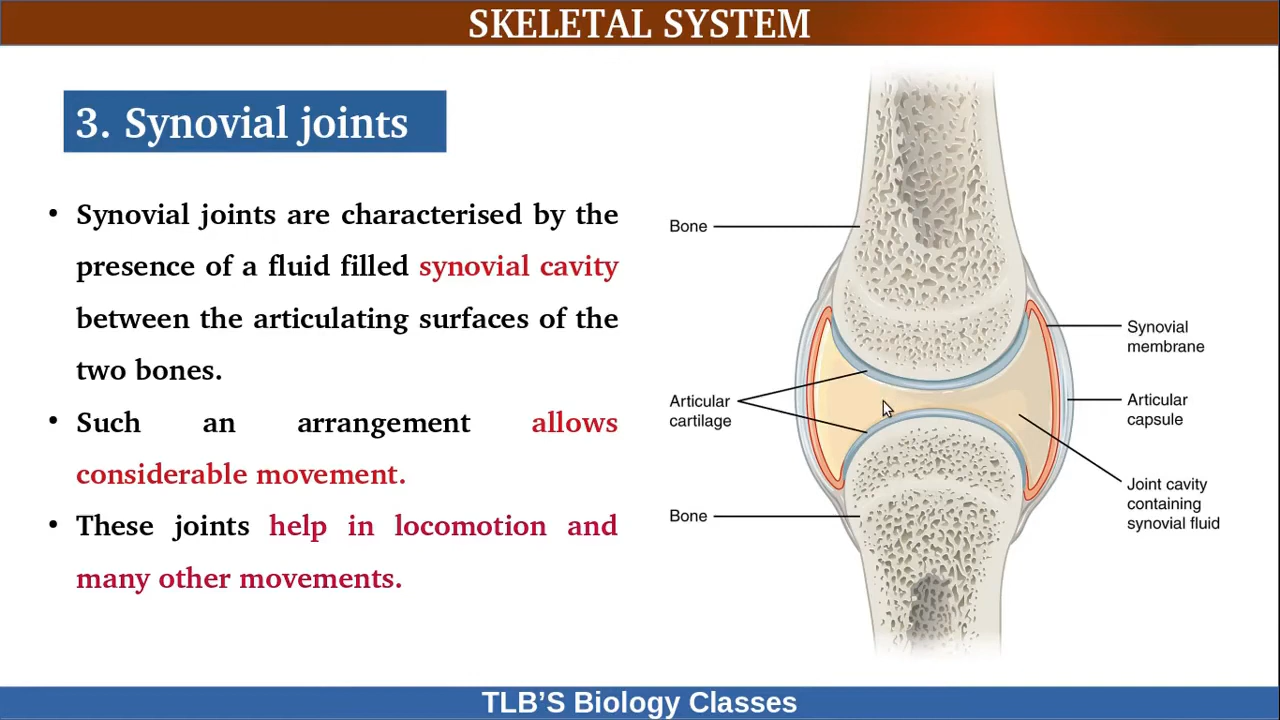 SKELETAL SYSTEM
3. Synovial joints
• Synovial joints are characterised by the
presence of a fluid filled synovial cavity
between the articulating surfaces of the
two bones.
• Such an arrangement allows
considerable movement.
• These joints help in locomotion and
many other movements.
Bone
Synovial
membrane
Articular
cartilage
Articular
capsule
Bone
Joint cavity
containing
synovial fluid
TLB'S Biology Classes